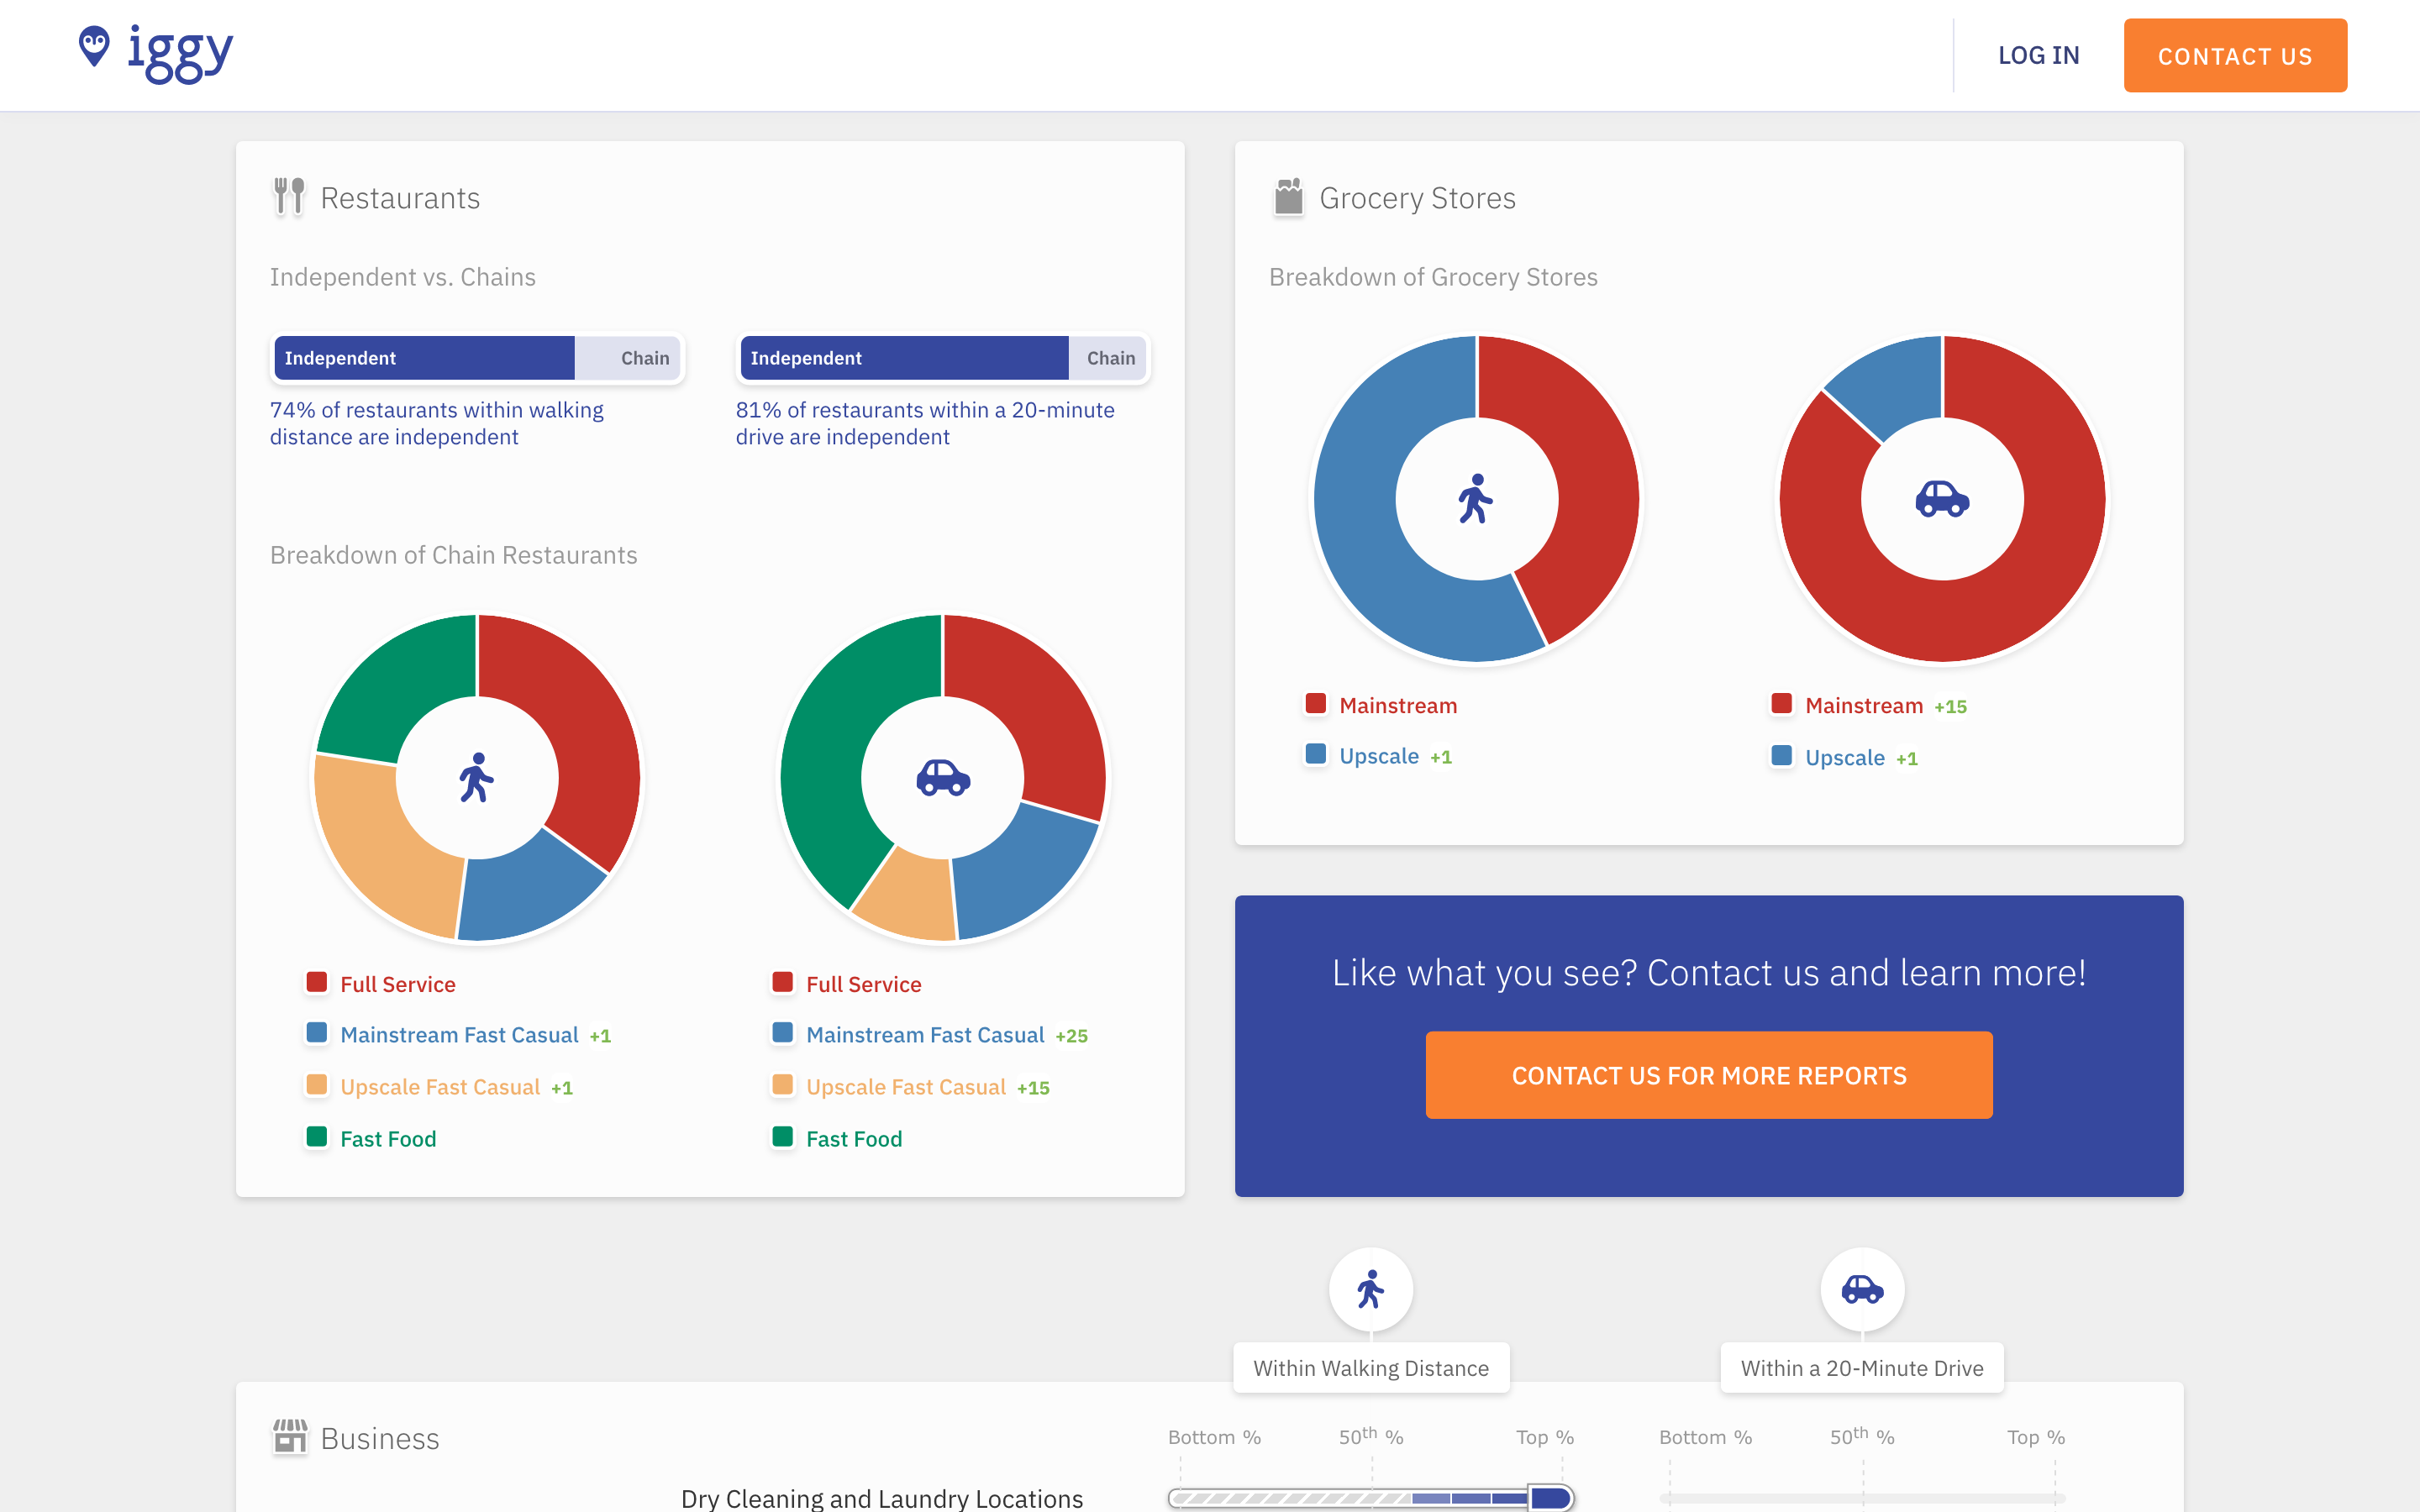 iggy
LOG IN
CONTACT US
Restaurants
Independent vs. Chains
Independent Chain
74% of restaurants within walking
distance are independent
Independent Chain
81% of restaurants within a 20-minute
drive are independent
Breakdown of Chain Restaurants
Full Service
Mainstream Fast Casual +1
Upscale Fast Casual +1
Fast Food
Full Service
Mainstream Fast Casual +25
Upscale Fast Casual +15
Fast Food
Grocery Stores
Breakdown of Grocery Stores
Mainstream
Upscale +1
Mainstream +15
Upscale +1
Like what you see? Contact us and learn more!
CONTACT US FOR MORE REPORTS
Within Walking Distance
Within a 20-Minute Drive
Business
Bottom % 50th % Top %
Bottom % 50th % Top %
Dry Cleaning and Laundry Locations